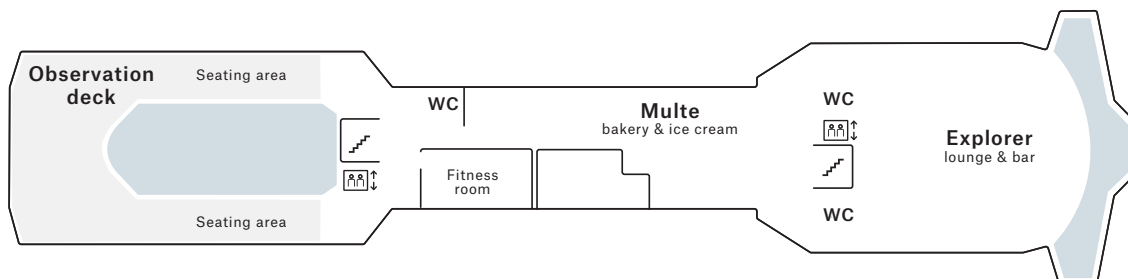 Observation
deck
Seating area
Seating area
WC
Fitness
room
Multe
bakery & ice cream
WC
WC
Explorer
lounge & bar